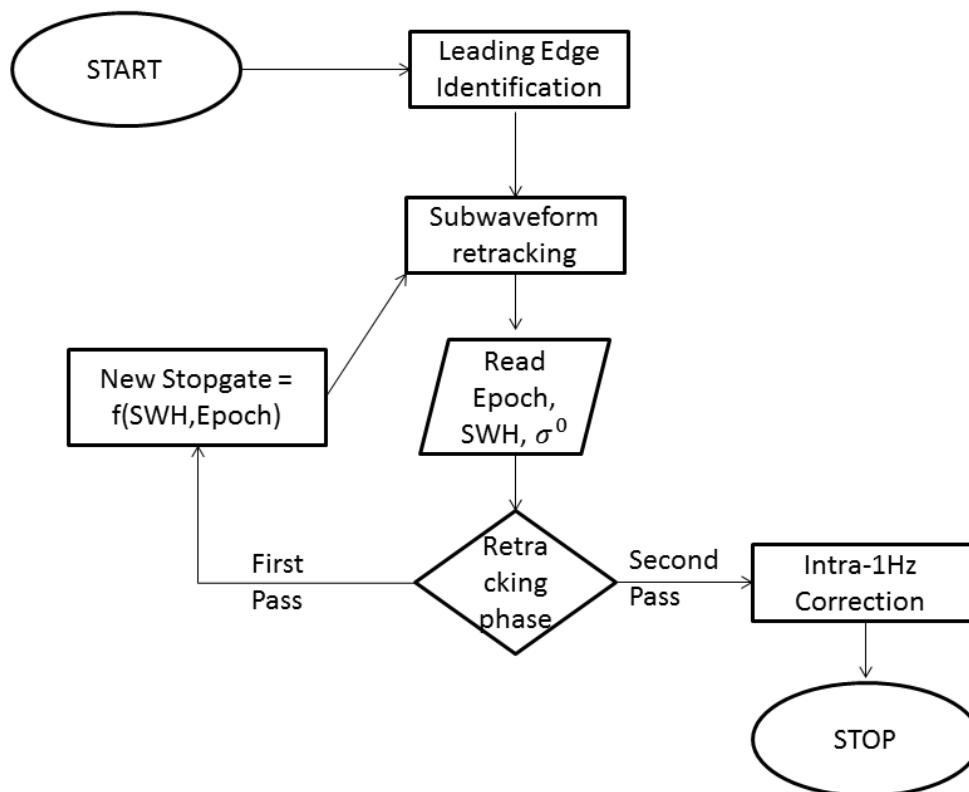 START
Leading Edge
Identification
Subwaveform
retracking
New Stopgate =
f(SWH,Epoch)
Read
Epoch,
SWH, σ⁰
First
Pass
Retra
cking
phase
Second
Pass
Intra-1Hz
Correction
STOP